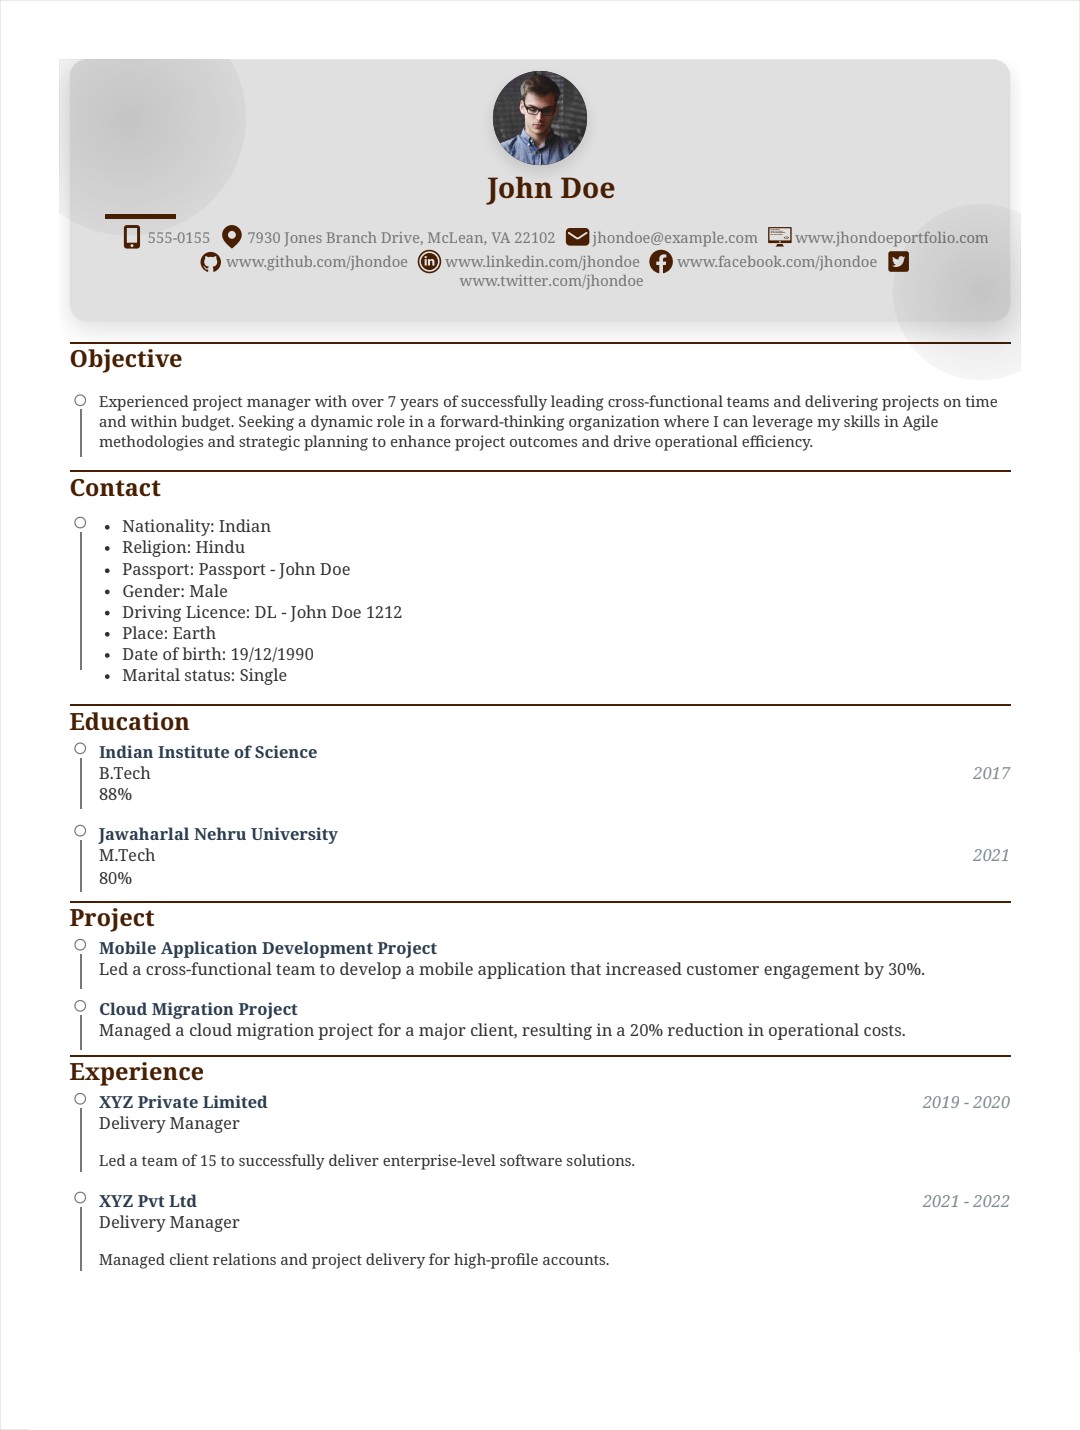 John Doe
555-0155 7930 Jones Branch Drive, McLean, VA 22102 jhondoe@example.com www.jhondoeportfolio.com
www.github.com/jhondoe www.linkedin.com/jhondoe www.facebook.com/jhondoe
www.twitter.com/jhondoe
Objective
Experienced project manager with over 7 years of successfully leading cross-functional teams and delivering projects on time
and within budget. Seeking a dynamic role in a forward-thinking organization where I can leverage my skills in Agile
methodologies and strategic planning to enhance project outcomes and drive operational efficiency.
Contact
• Nationality: Indian
• Religion: Hindu
• Passport: Passport - John Doe
• Gender: Male
• Driving Licence: DL - John Doe 1212
• Place: Earth
• Date of birth: 19/12/1990
• Marital status: Single
Education
Indian Institute of Science
B.Tech 2017
88%
Jawaharlal Nehru University
M.Tech 2021
80%
Project
Mobile Application Development Project
Led a cross-functional team to develop a mobile application that increased customer engagement by 30%.
Cloud Migration Project
Managed a cloud migration project for a major client, resulting in a 20% reduction in operational costs.
Experience
XYZ Private Limited 2019 - 2020
Delivery Manager
Led a team of 15 to successfully deliver enterprise-level software solutions.
XYZ Pvt Ltd 2021 - 2022
Delivery Manager
Managed client relations and project delivery for high-profile accounts.